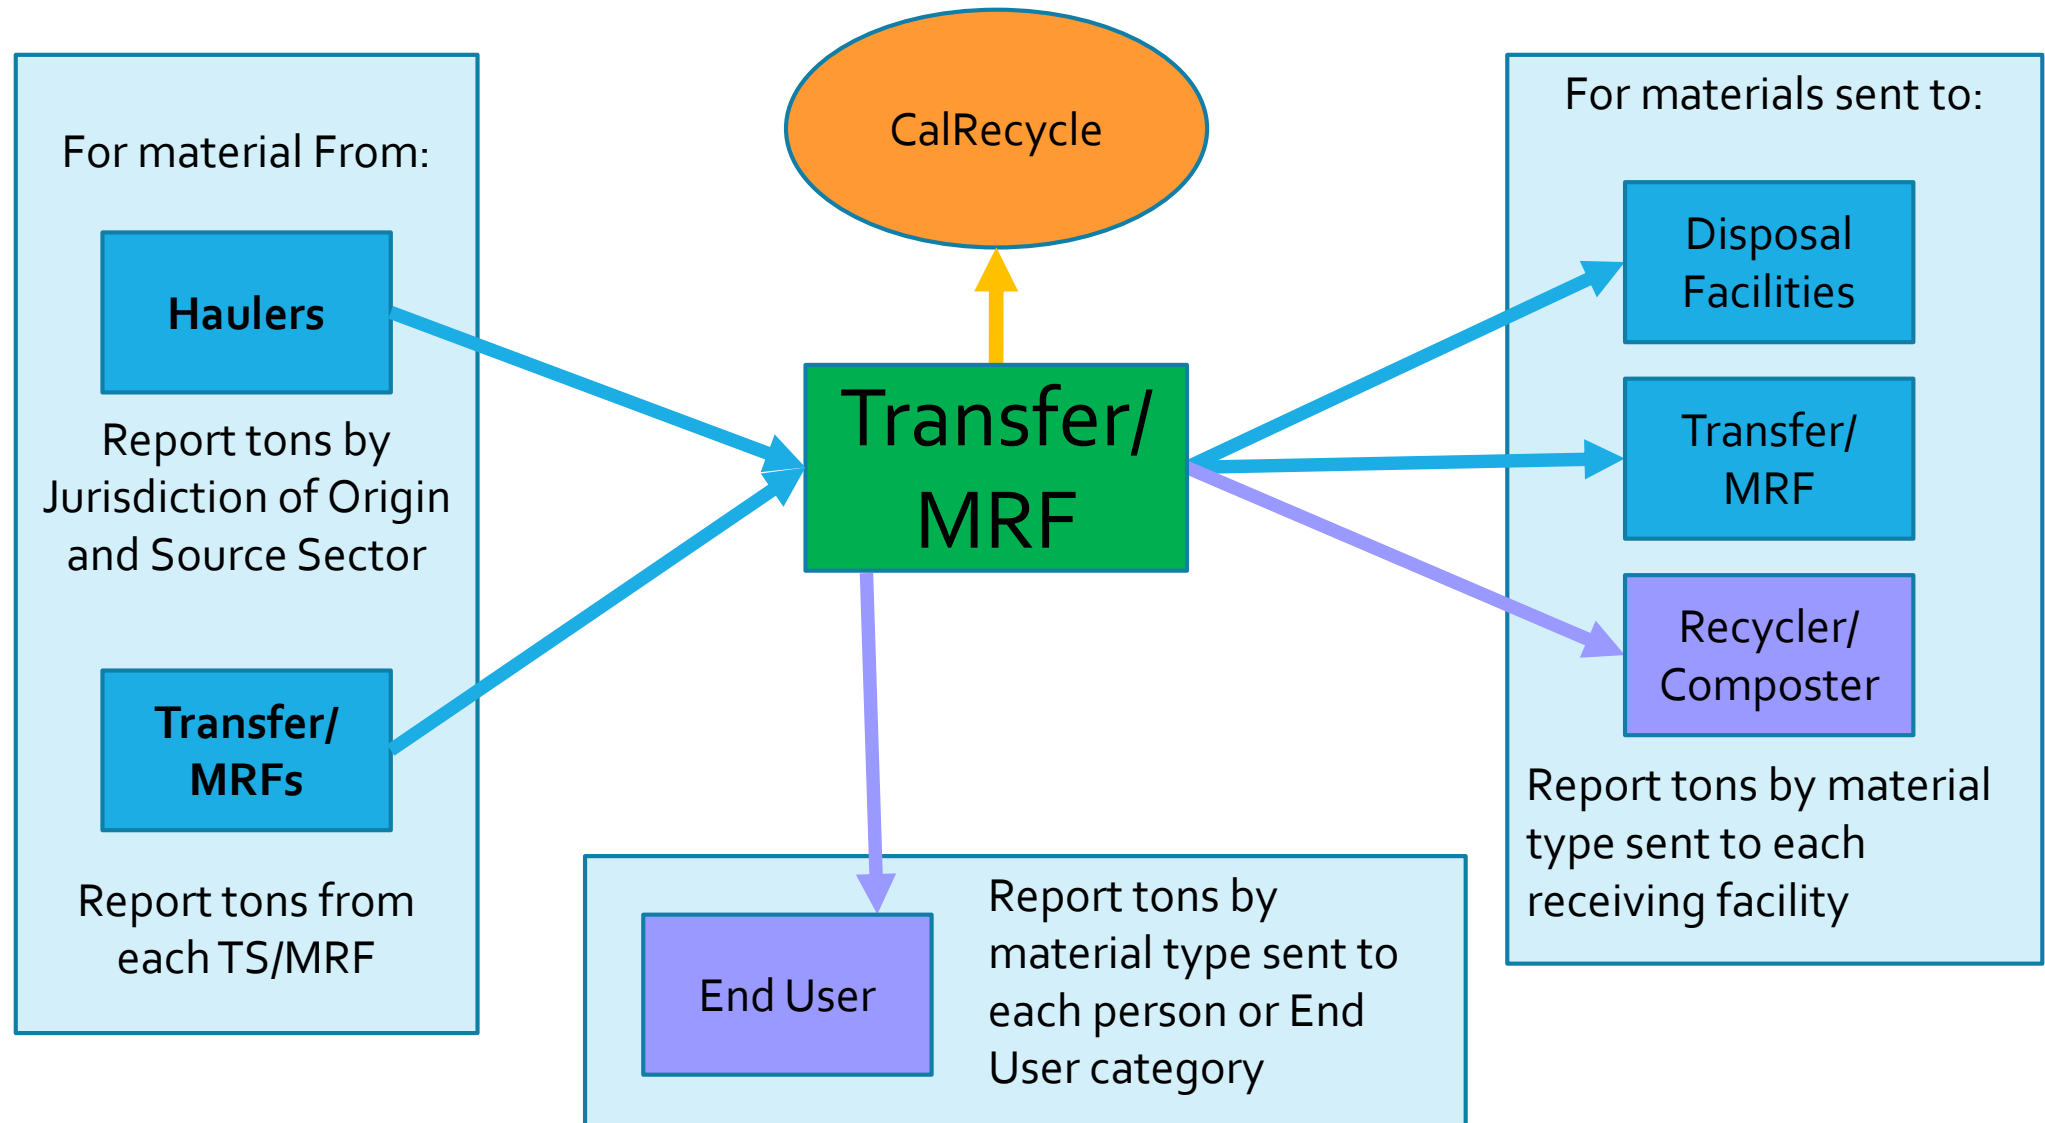 For material From:
Haulers
Report tons by
Jurisdiction of Origin
and Source Sector
Transfer/
MRFs
Report tons from
each TS/MRF
CalRecycle
Transfer/
MRF
End User
Report tons by
material type sent to
each person or End
User category
For materials sent to:
Disposal
Facilities
Transfer/
MRF
Recycler/
Composter
Report tons by material
type sent to each
receiving facility